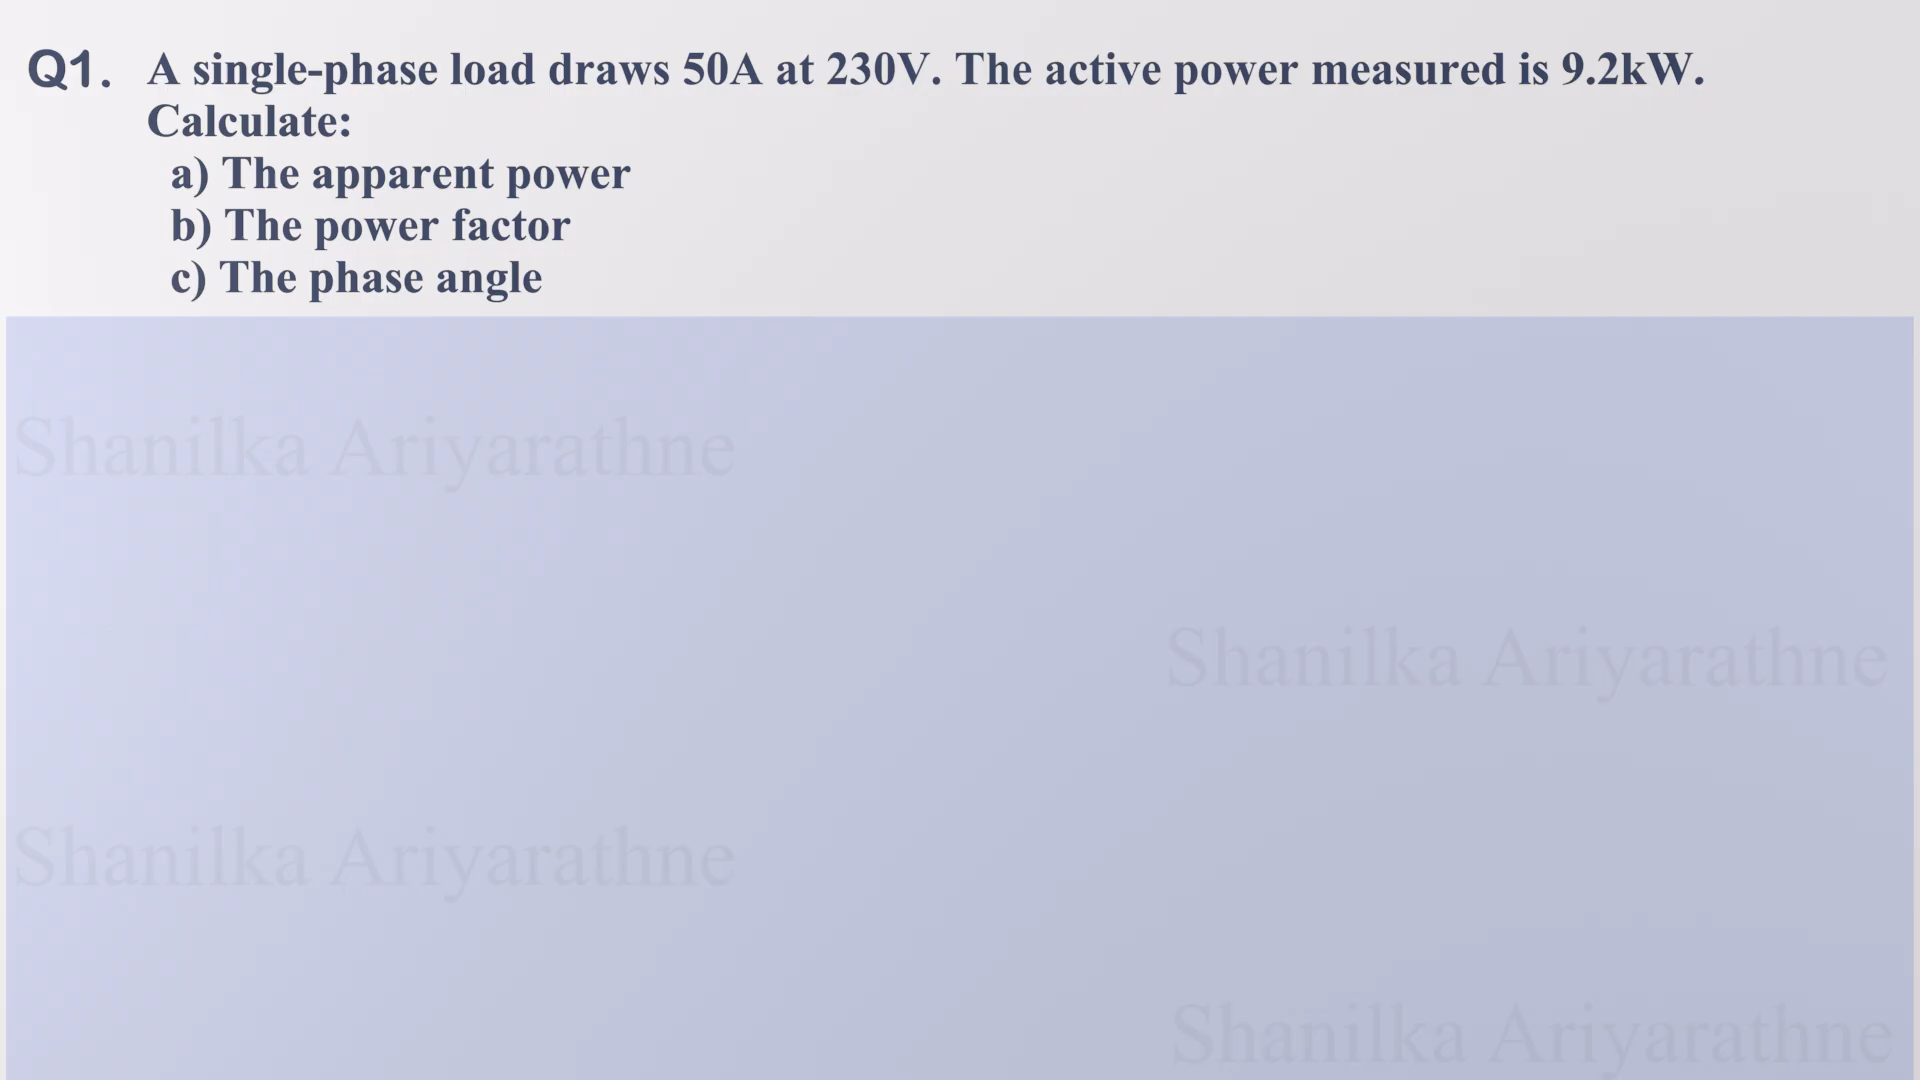 Q1. A single-phase load draws 50A at 230V. The active power measured is 9.2kW.
Calculate:
a) The apparent power
b) The power factor
c) The phase angle
Shanilka Ariyarathne
Shanilka Ariyarathne
Shanilka Ariyarathne
Shanilka Ariyarathne